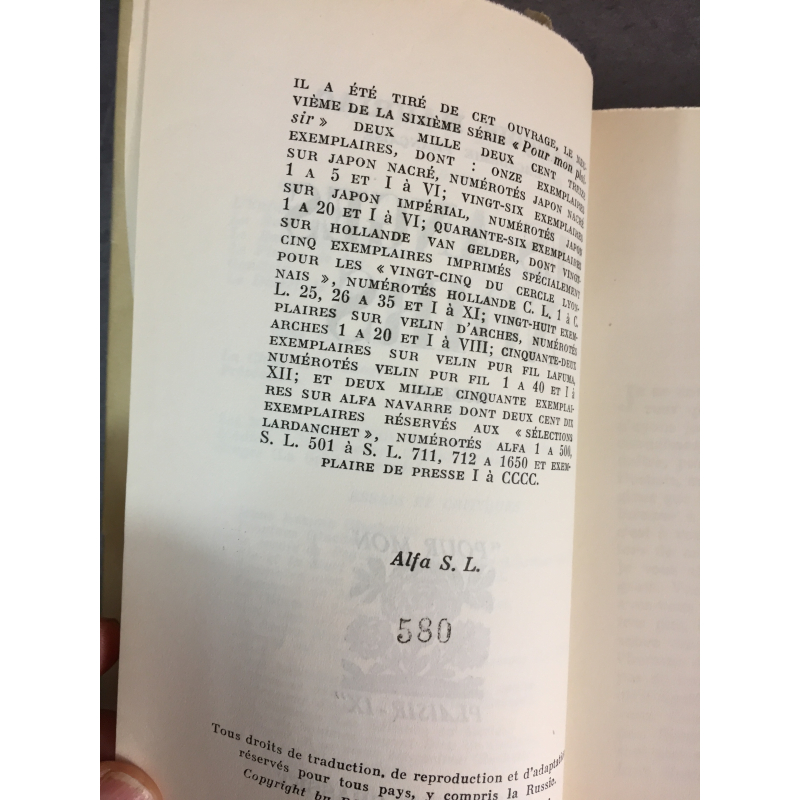 IL A ÉTÉ TIRÉ DE CET OUVRAGE, LE NEU-
VIÈME DE LA SIXIÈME SÉRIE « Pour mon plai-
sir » DEUX MILLE DEUX CENT TREIZE
EXEMPLAIRES, DONT : ONZE EXEMPLAIRES
SUR JAPON NACRÉ, NUMÉROTÉS JAPON NACRÉ
1 A 5 ET I à VI; VINGT-SIX EXEMPLAIRES
SUR JAPON IMPÉRIAL, NUMÉROTÉS JAPON
1 A 20 ET I à VI; QUARANTE-SIX EXEMPLAIRES
SUR HOLLANDE VAN GELDER, DONT VINGT-
CINQ EXEMPLAIRES IMPRIMÉS SPÉCIALEMENT
POUR LES « VINGT-CINQ DU CERCLE LYON-
NAIS », NUMÉROTÉS HOLLANDE C. L. 1 à C.
L. 25, 26 A 35 ET I à XI; VINGT-HUIT EXEM-
PLAIRES SUR VELIN D'ARCHES, NUMÉROTÉS
ARCHES 1 A 20 ET I à VIII; CINQUANTE-DEUX
EXEMPLAIRES SUR VELIN PUR FIL LAFUMA,
NUMÉROTÉS VELIN PUR FIL 1 A 40 ET I à
XII; ET DEUX MILLE CINQUANTE EXEMPLAI-
RES SUR ALFA NAVARRE DONT DEUX CENT DIX
EXEMPLAIRES RÉSERVÉS AUX « SÉLECTIONS
LARDANCHET », NUMÉROTÉS ALFA 1 A 500,
S. L. 501 à S. L. 711, 712 A 1650 ET EXEM-
PLAIRE DE PRESSE I à CCCC.
Alfa S. L.
580
"POUR MON
PLAISIR - IX"
Tous droits de traduction, de reproduction et d'adaptation
réservés pour tous pays, y compris la Russie.
Copyright by